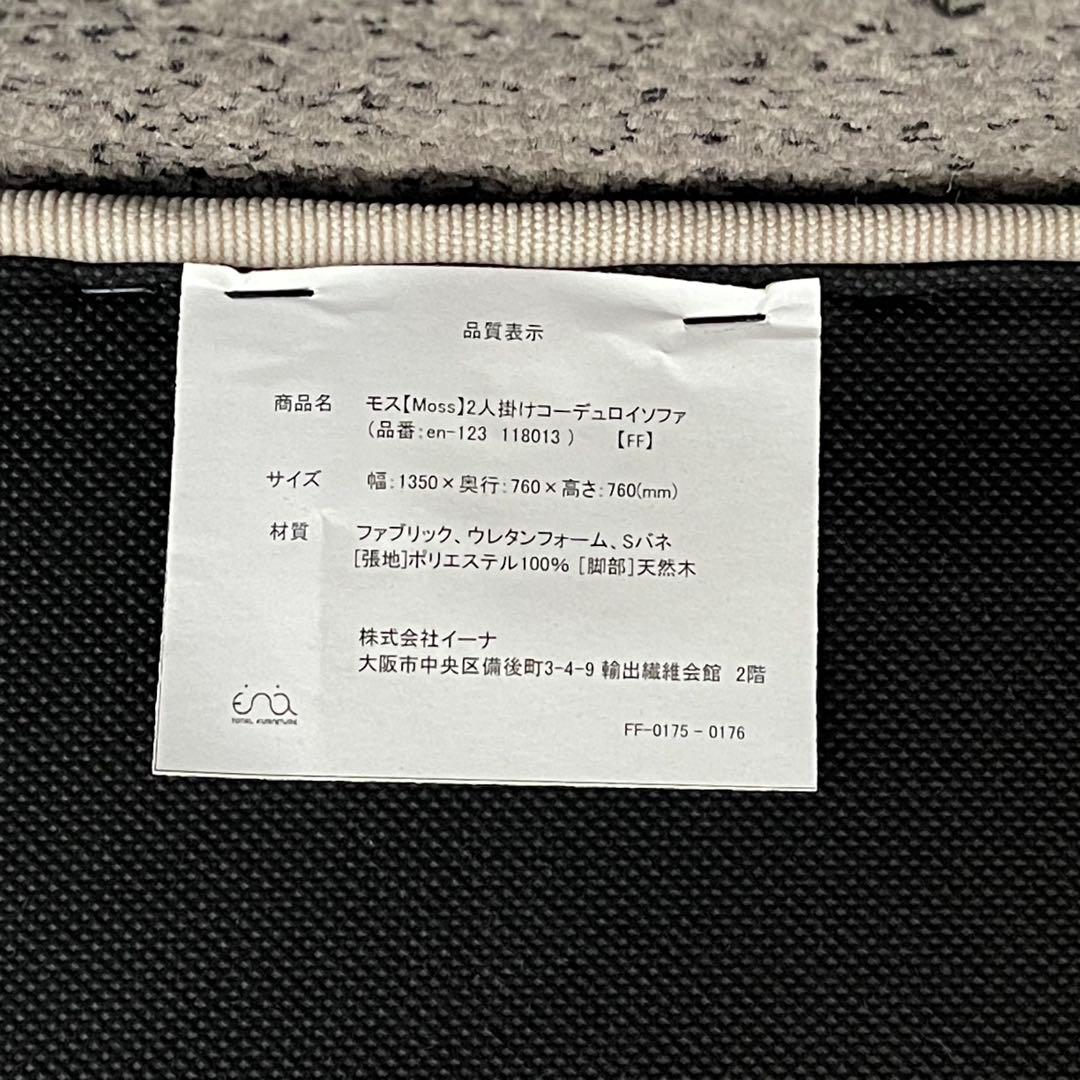 品質表示
商品名 モス【Moss】2人掛けコーデュロイソファ
(品番:en-123 118013 ) 【FF】
サイズ 幅:1350×奥行:760×高さ:760(mm)
材質 ファブリック、ウレタンフォーム、Sバネ
[張地]ポリエステル100% [脚部]天然木
株式会社イーナ
大阪市中央区備後町3-4-9 輸出繊維会館 2階
ena
TOTAL FURNITURE
FF-0175 - 0176